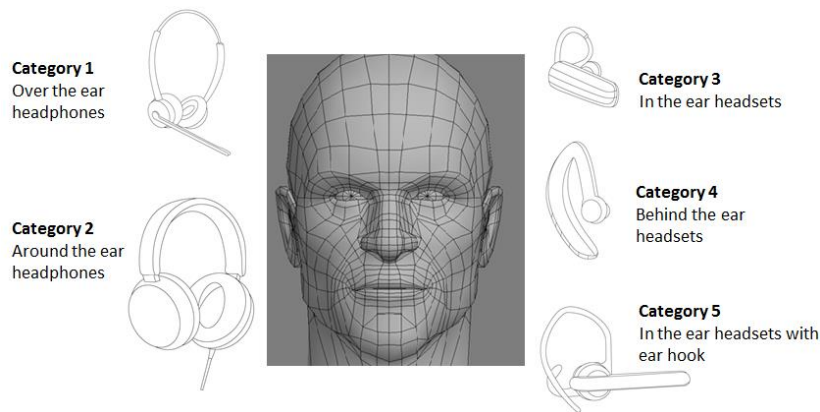 Category 1
Over the ear
headphones
Category 2
Around the ear
headphones
Category 3
In the ear headsets
Category 4
Behind the ear
headsets
Category 5
In the ear headsets with
ear hook